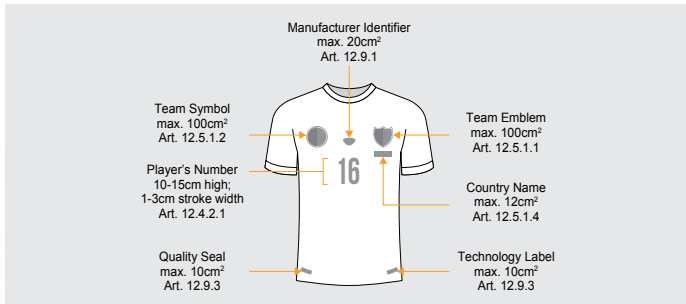 Manufacturer Identifier
max. 20cm²
Art. 12.9.1
Team Symbol
max. 100cm²
Art. 12.5.1.2
Team Emblem
max. 100cm²
Art. 12.5.1.1
Player's Number
10-15cm high;
1-3cm stroke width
Art. 12.4.2.1
16
Country Name
max. 12cm²
Art. 12.5.1.4
Quality Seal
max. 10cm²
Art. 12.9.3
Technology Label
max. 10cm²
Art. 12.9.3